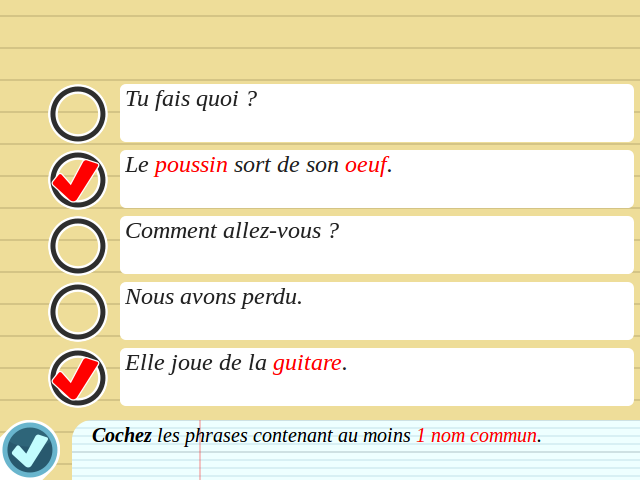 Tu fais quoi ?
Le poussin sort de son oeuf.
Comment allez-vous ?
Nous avons perdu.
Elle joue de la guitare.
Cochez les phrases contenant au moins 1 nom commun.